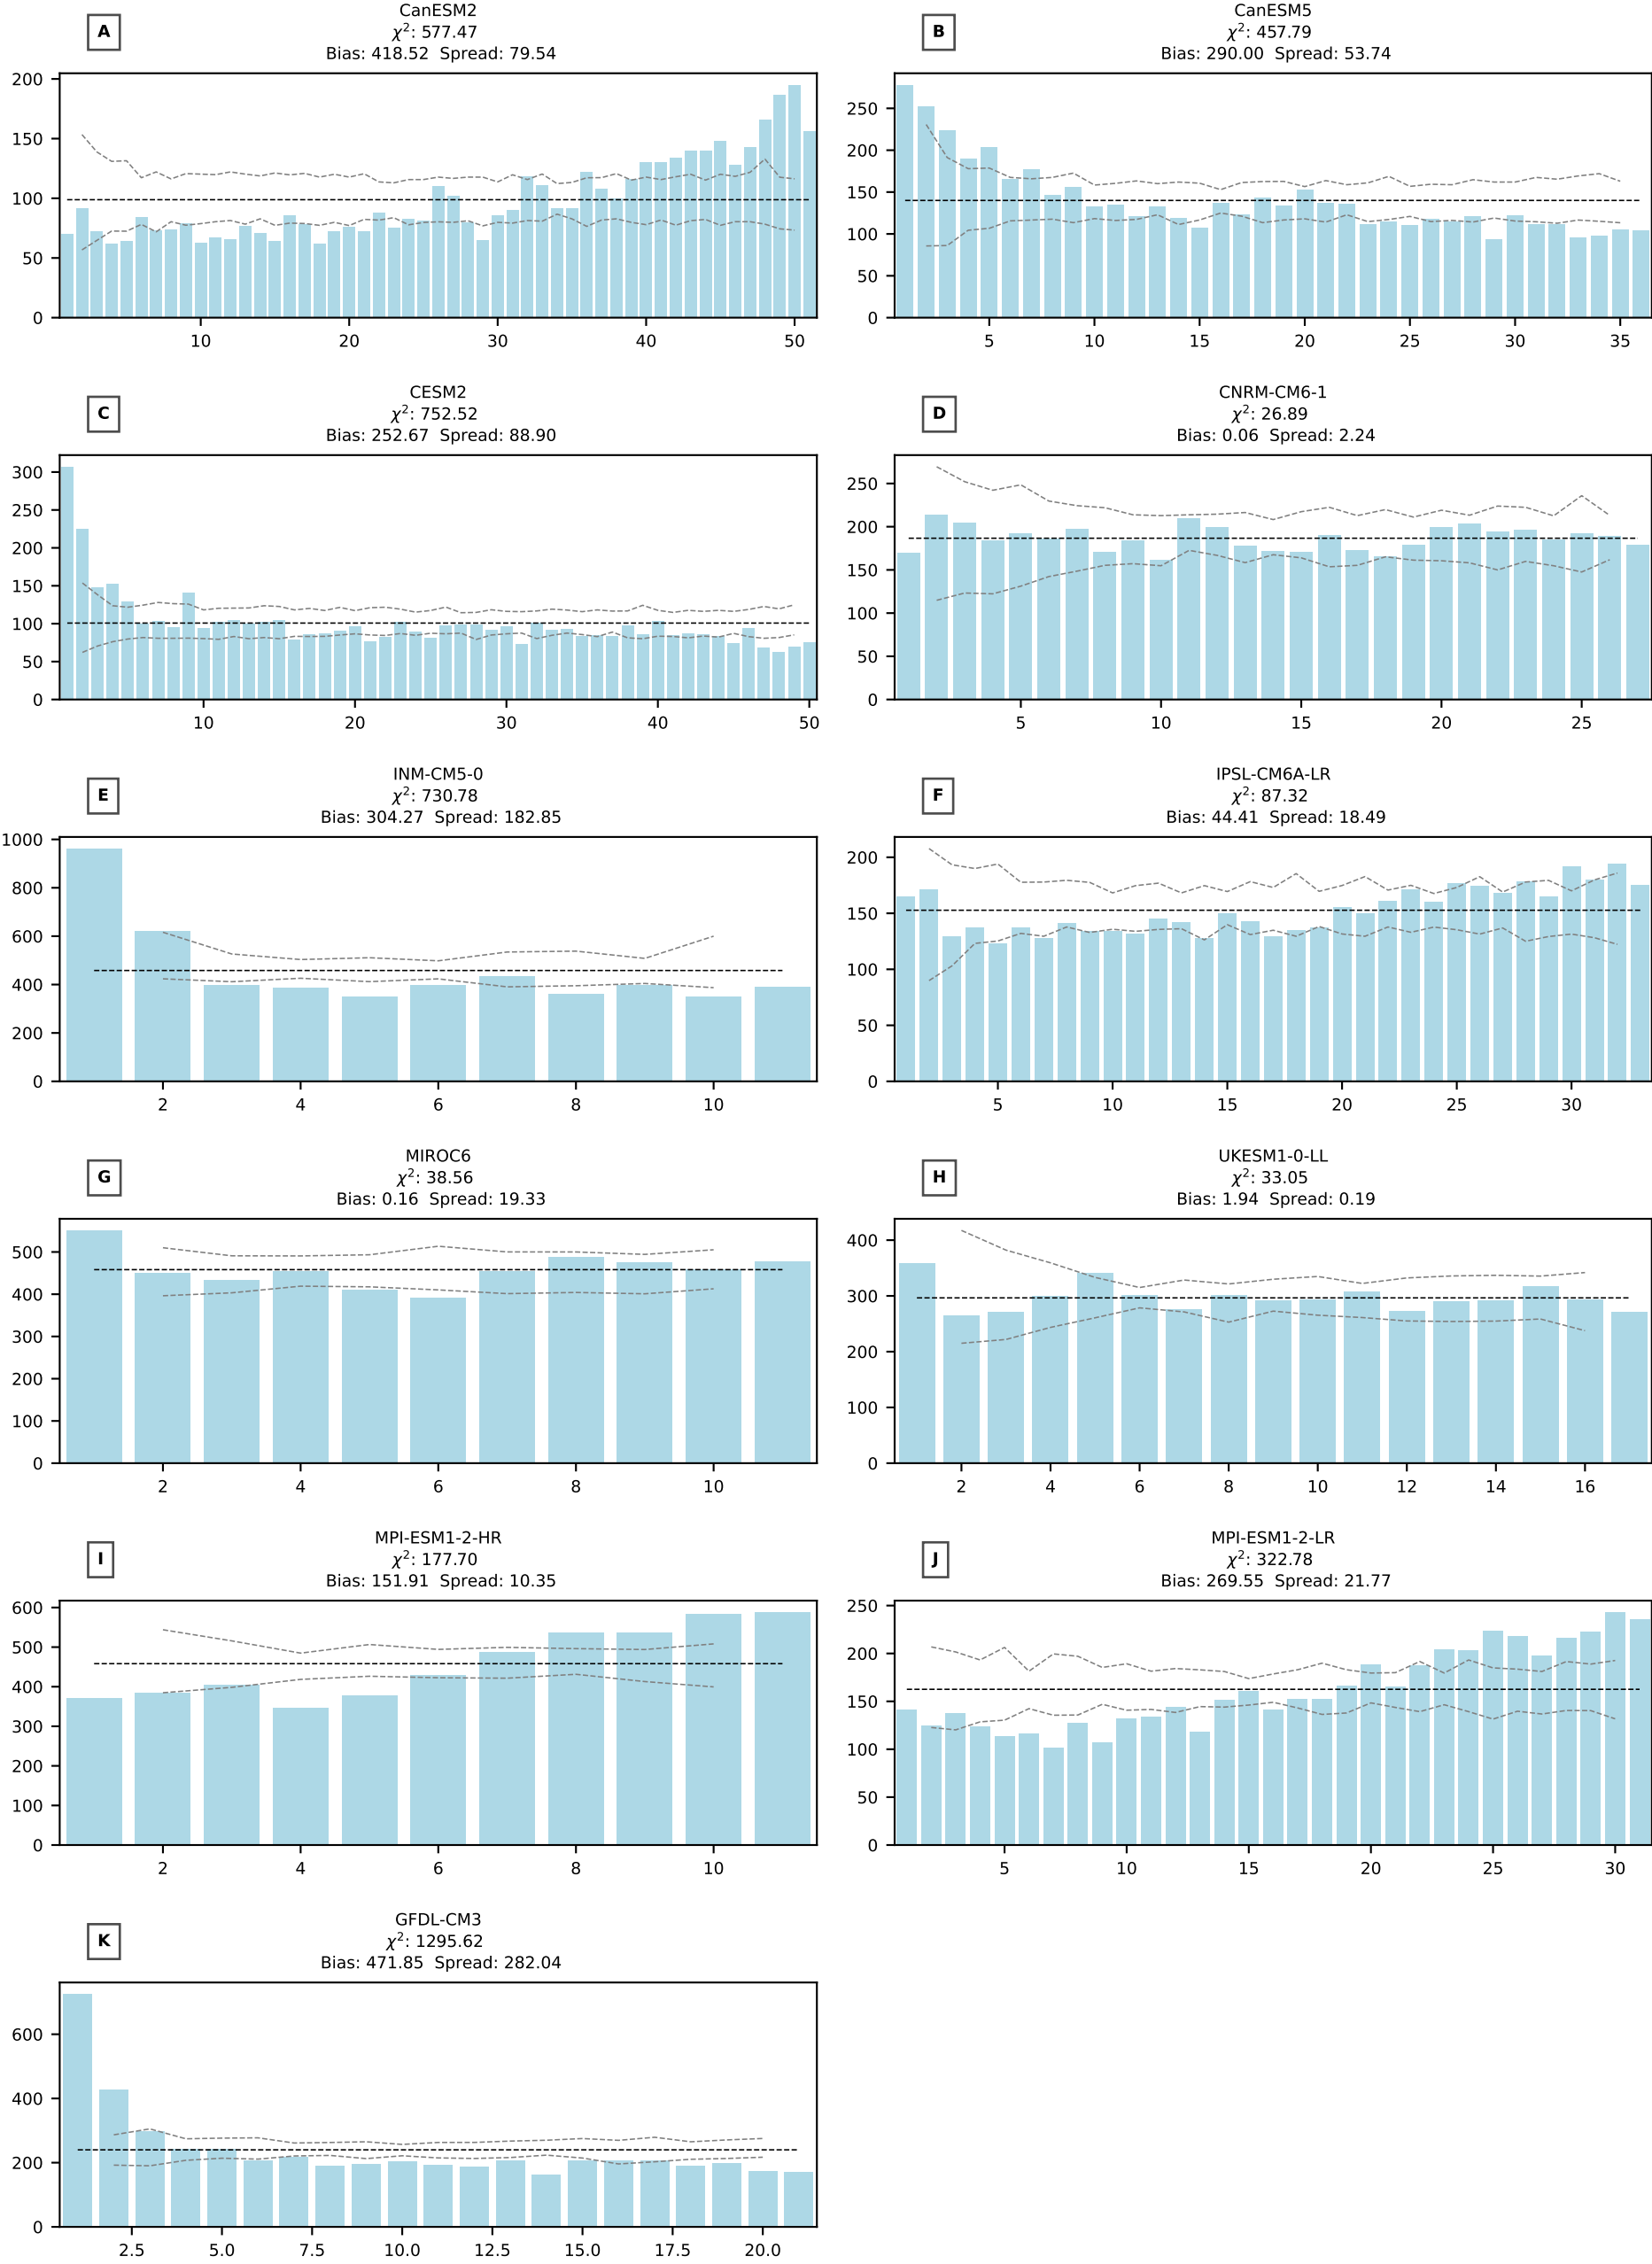 A
CanESM2
χ²: 577.47
Bias: 418.52 Spread: 79.54
200
150
100
50
0
10 20 30 40 50
B
CanESM5
χ²: 457.79
Bias: 290.00 Spread: 53.74
250
200
150
100
50
0
5 10 15 20 25 30 35
C
CESM2
χ²: 752.52
Bias: 252.67 Spread: 88.90
300
250
200
150
100
50
0
10 20 30 40 50
D
CNRM-CM6-1
χ²: 26.89
Bias: 0.06 Spread: 2.24
250
200
150
100
50
0
5 10 15 20 25
E
INM-CM5-0
χ²: 730.78
Bias: 304.27 Spread: 182.85
1000
800
600
400
200
0
2 4 6 8 10
F
IPSL-CM6A-LR
χ²: 87.32
Bias: 44.41 Spread: 18.49
200
150
100
50
0
5 10 15 20 25 30
G
MIROC6
χ²: 38.56
Bias: 0.16 Spread: 19.33
500
400
300
200
100
0
2 4 6 8 10
H
UKESM1-0-LL
χ²: 33.05
Bias: 1.94 Spread: 0.19
400
300
200
100
0
2 4 6 8 10 12 14 16
I
MPI-ESM1-2-HR
χ²: 177.70
Bias: 151.91 Spread: 10.35
600
500
400
300
200
100
0
2 4 6 8 10
J
MPI-ESM1-2-LR
χ²: 322.78
Bias: 269.55 Spread: 21.77
250
200
150
100
50
0
5 10 15 20 25 30
K
GFDL-CM3
χ²: 1295.62
Bias: 471.85 Spread: 282.04
600
400
200
0
2.5 5.0 7.5 10.0 12.5 15.0 17.5 20.0